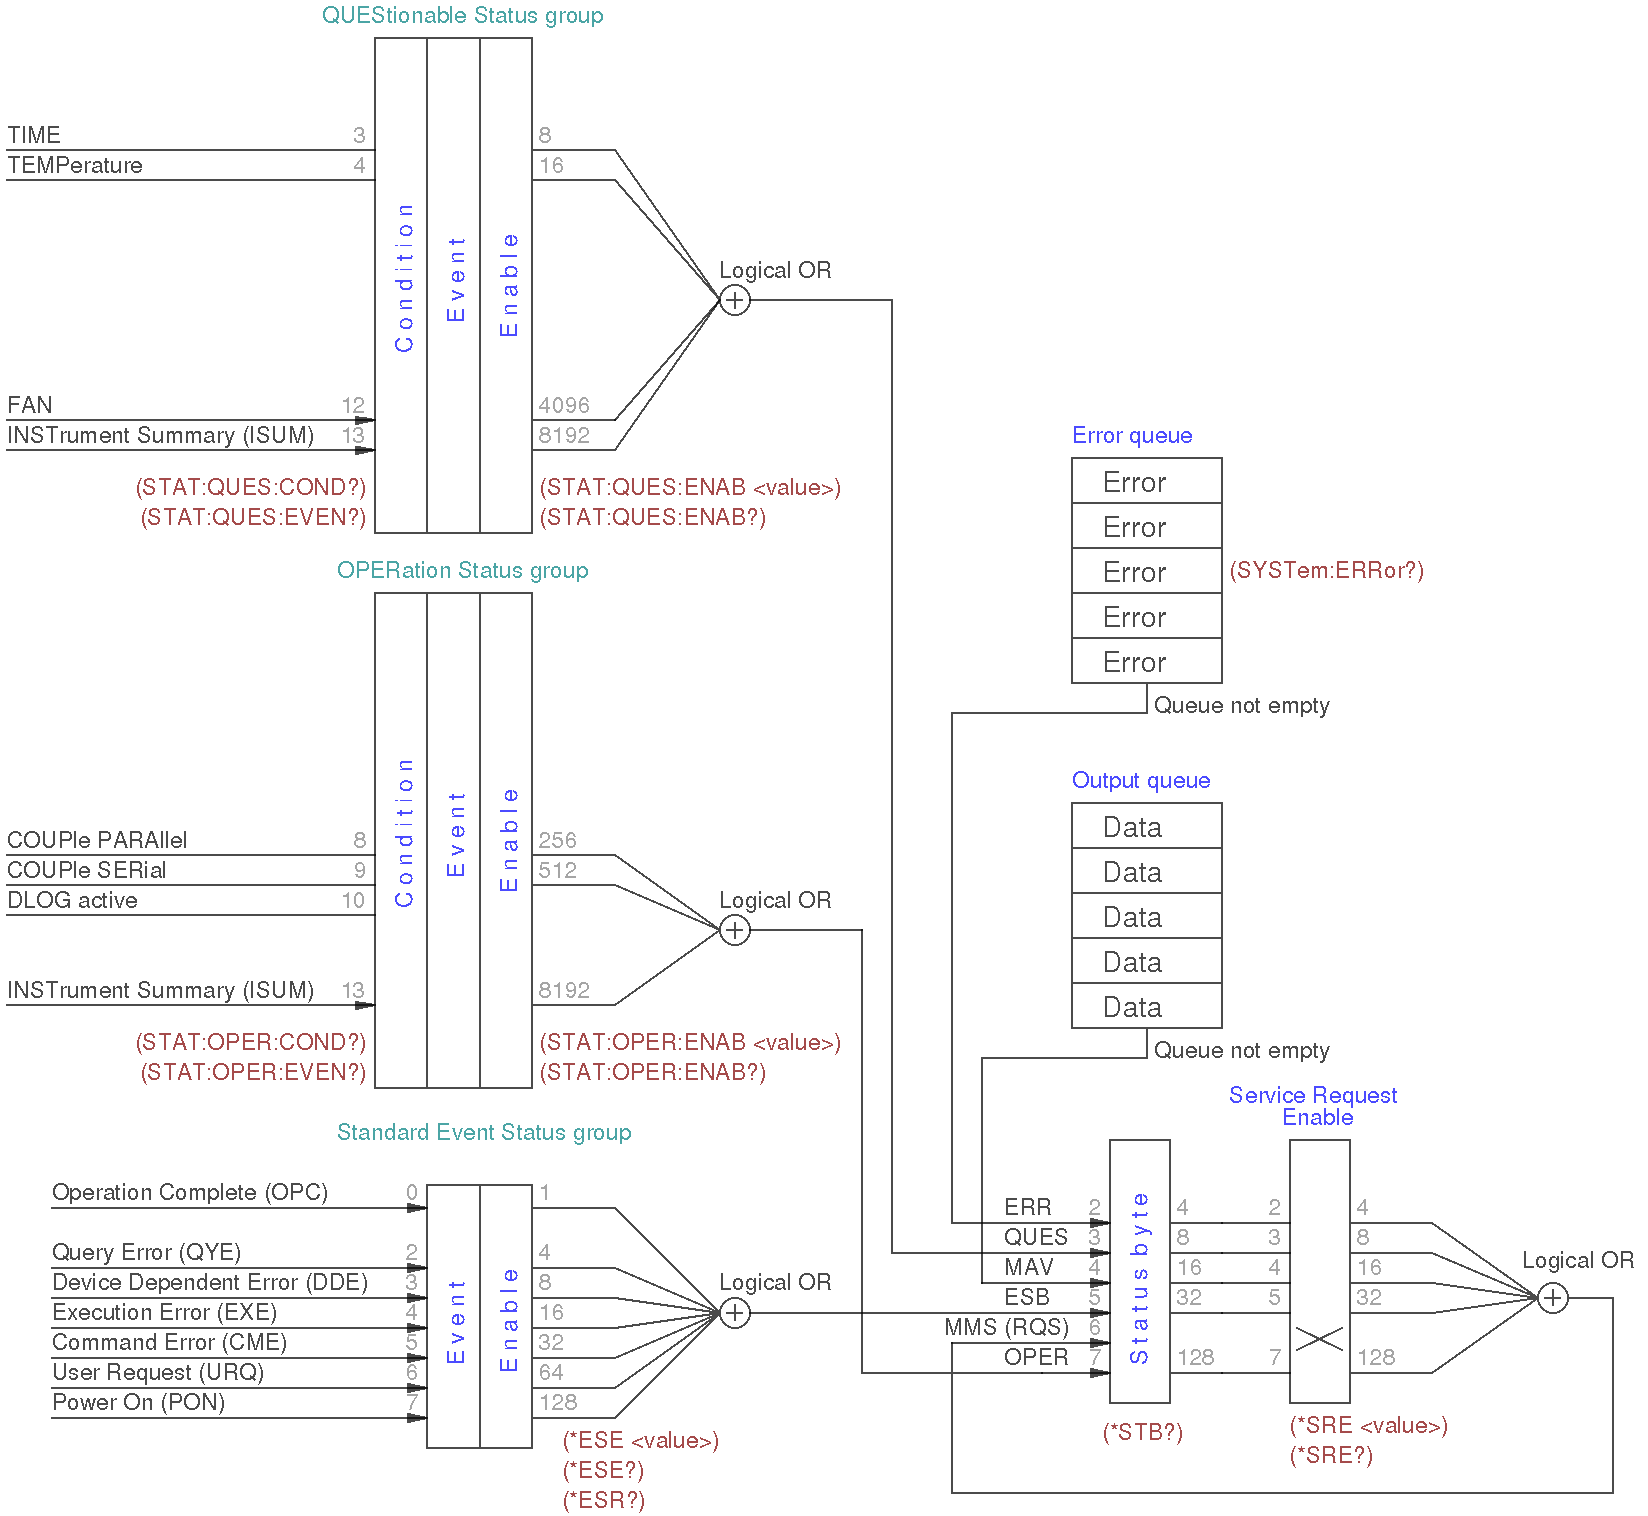 QUEStionable Status group
TIME 3 8
TEMPerature 4 16
Condition
Event
Enable
Logical OR
FAN 12 4096
INSTrument Summary (ISUM) 13 8192
(STAT:QUES:COND?) (STAT:QUES:ENAB <value>)
(STAT:QUES:EVEN?) (STAT:QUES:ENAB?)
OPERation Status group
COUPle PARAllel 8 256
COUPle SERial 9 512
DLOG active 10
Condition
Event
Enable
Logical OR
INSTrument Summary (ISUM) 13 8192
(STAT:OPER:COND?) (STAT:OPER:ENAB <value>)
(STAT:OPER:EVEN?) (STAT:OPER:ENAB?)
Standard Event Status group
Operation Complete (OPC) 0 1
Query Error (QYE) 2 4
Device Dependent Error (DDE) 3 8
Execution Error (EXE) 4 16
Command Error (CME) 5 32
User Request (URQ) 6 64
Power On (PON) 7 128
Event
Enable
Logical OR
(*ESE <value>)
(*ESE?)
(*ESR?)
Error queue
Error
Error
Error
Error
Error
(SYSTem:ERRor?)
Queue not empty
Output queue
Data
Data
Data
Data
Data
Queue not empty
Service Request
Enable
ERR 2 4 2 4
QUES 3 8 3 8
MAV 4 16 4 16
ESB 5 32 5 32
MMS (RQS) 6
OPER 7 128 7 128
Status byte
Logical OR
(*STB?)
(*SRE <value>)
(*SRE?)